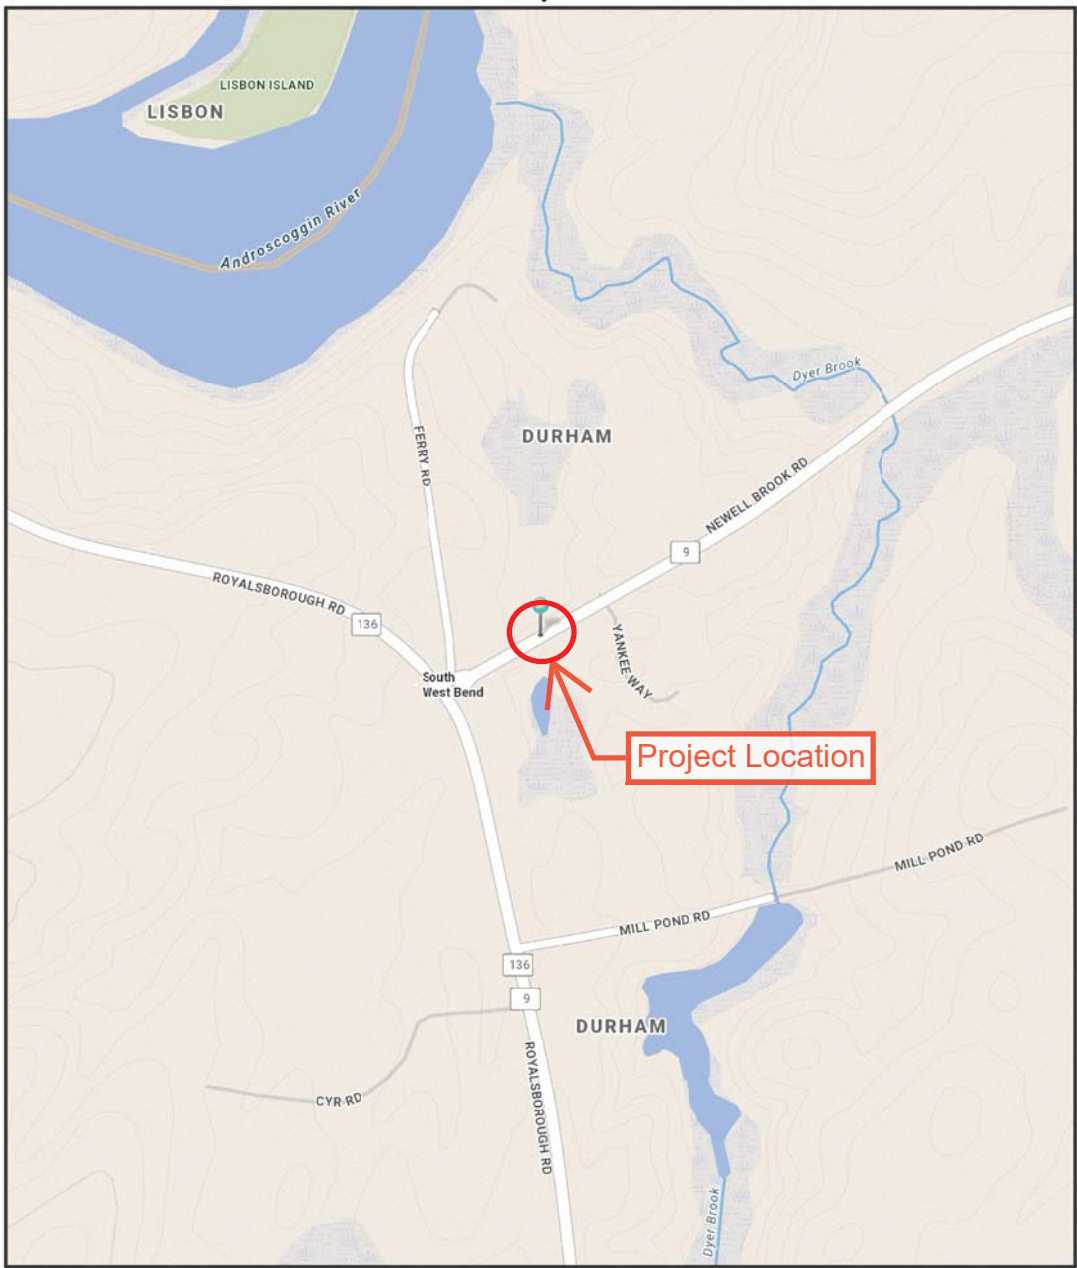 LISBON ISLAND
LISBON
Androscoggin River
Dyer Brook
DURHAM
FERRY RD
NEWELL BROOK RD
9
ROYALSBOROUGH RD
136
YANKEE WAY
South
West Bend
Project Location
MILL POND RD
MILL POND RD
136
9
DURHAM
ROYALSBOROUGH RD
CYR RD
Dyer Brook